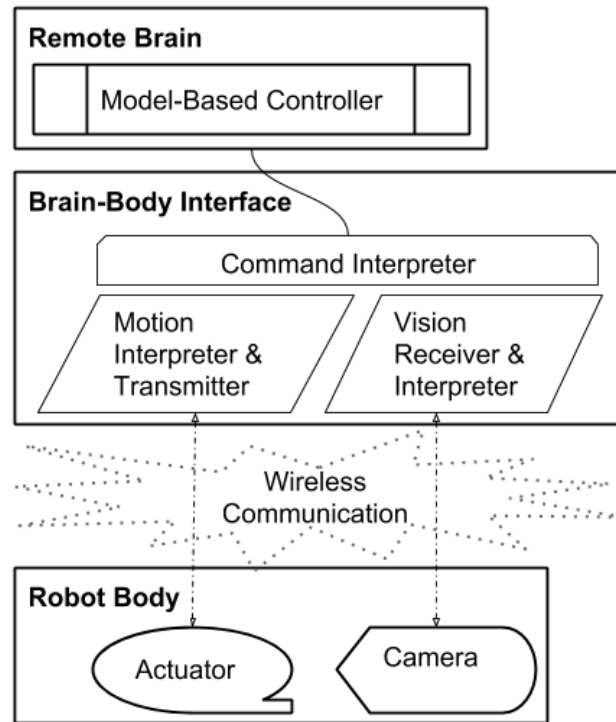 Remote Brain
Model-Based Controller
Brain-Body Interface
Command Interpreter
Motion
Interpreter &
Transmitter
Vision
Receiver &
Interpreter
Wireless
Communication
Robot Body
Actuator
Camera